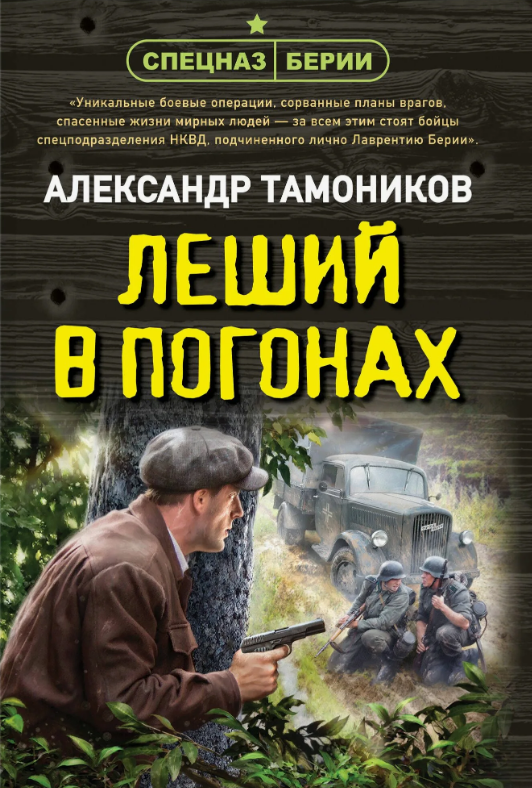 СПЕЦНАЗ БЕРИИ
«Уникальные боевые операции, сорванные планы врагов,
спасенные жизни мирных людей — за всем этим стоят бойцы
спецподразделения НКВД, подчиненного лично Лаврентию Берии».
АЛЕКСАНДР ТАМОНИКОВ
ЛЕШИЙ
В ПОГОНАХ